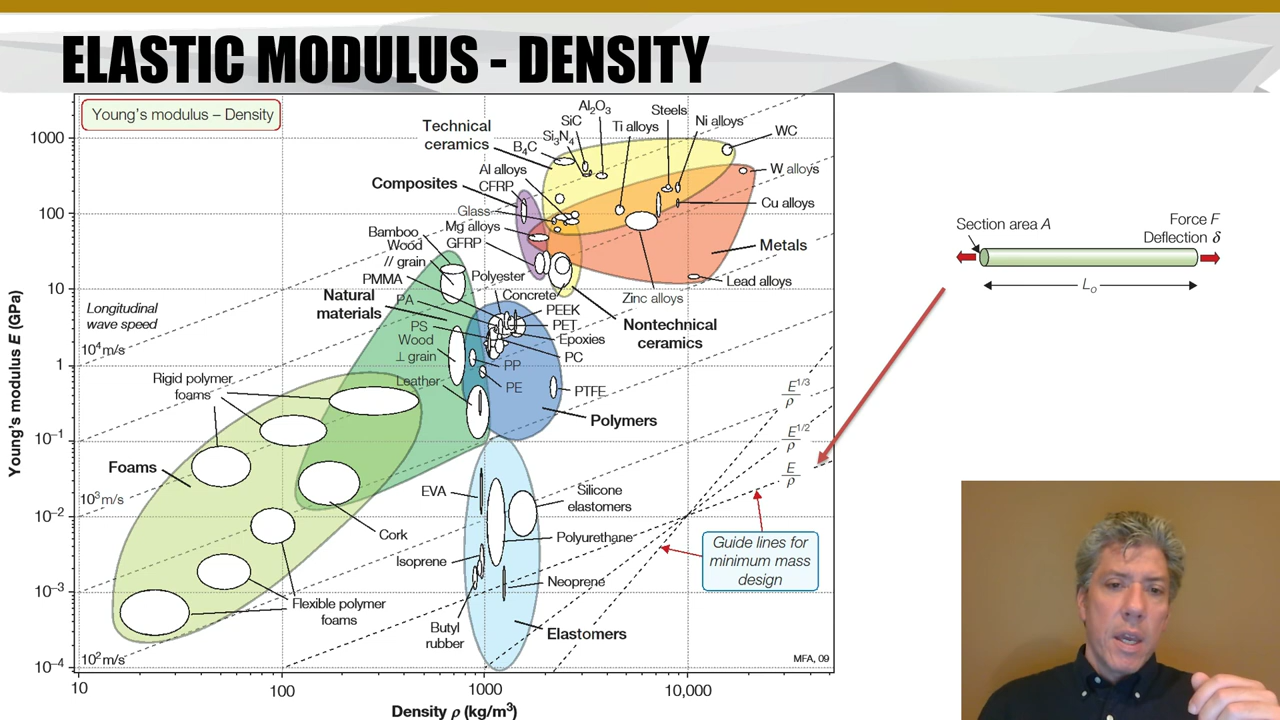 ELASTIC MODULUS - DENSITY
Young's modulus – Density
Technical
ceramics
Composites
Natural
materials
Foams
Metals
Nontechnical
ceramics
Polymers
Elastomers
Al₂O₃
SiC
Si₃N₄
B₄C
Ti alloys
Steels
Ni alloys
WC
W alloys
Cu alloys
Al alloys
CFRP
Glass
Mg alloys
GFRP
Lead alloys
Zinc alloys
Bamboo
Wood
// grain
PMMA
PA
PS
Wood
⊥ grain
Leather
Polyester
Concrete
PEEK
PET
Epoxies
PC
PP
PE
PTFE
Longitudinal
wave speed
10⁴ m/s
10³ m/s
10² m/s
Rigid polymer
foams
Cork
Flexible polymer
foams
EVA
Silicone
elastomers
Polyurethane
Isoprene
Neoprene
Butyl
rubber
E^1/3
ρ
E^1/2
ρ
E
ρ
Guide lines for
minimum mass
design
MFA, 09
Young's modulus E (GPa)
1000
100
10
1
10⁻¹
10⁻²
10⁻³
10⁻⁴
10
100
1000
10,000
Density ρ (kg/m³)
Section area A
Force F
Deflection δ
L₀